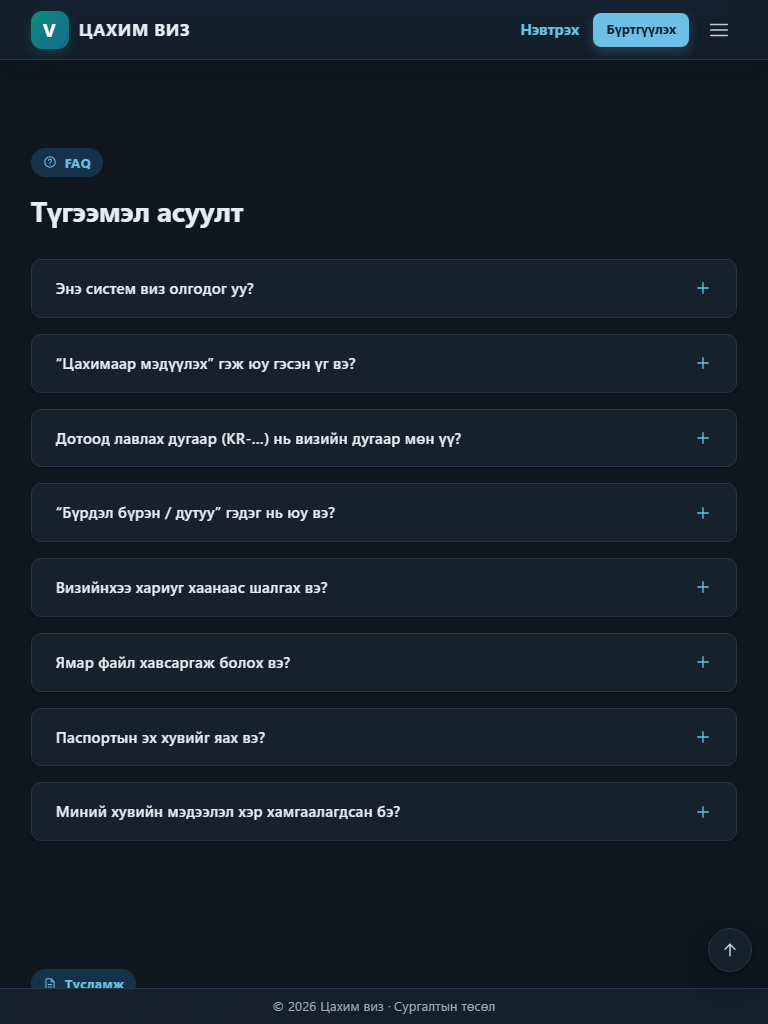 V ЦАХИМ ВИЗ Нэвтрэх Бүртгүүлэх
FAQ
Түгээмэл асуулт
Энэ систем виз олгодог уу?
“Цахимаар мэдүүлэх” гэж юу гэсэн үг вэ?
Дотоод лавлах дугаар (KR-…) нь визийн дугаар мөн үү?
“Бүрдэл бүрэн / дутуу” гэдэг нь юу вэ?
Визийнхээ хариуг хаанаас шалгах вэ?
Ямар файл хавсаргаж болох вэ?
Паспортын эх хувийг яах вэ?
Миний хувийн мэдээлэл хэр хамгаалагдсан бэ?
Тусламж
© 2026 Цахим виз · Сургалтын төсөл